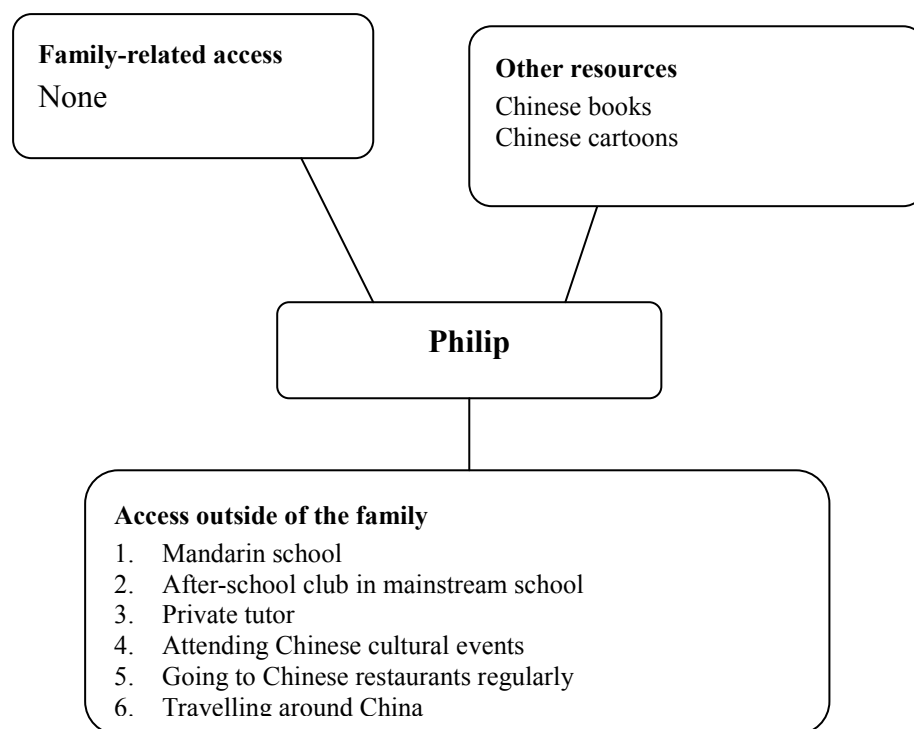 Family-related access
None
Other resources
Chinese books
Chinese cartoons
Philip
Access outside of the family
1. Mandarin school
2. After-school club in mainstream school
3. Private tutor
4. Attending Chinese cultural events
5. Going to Chinese restaurants regularly
6. Travelling around China